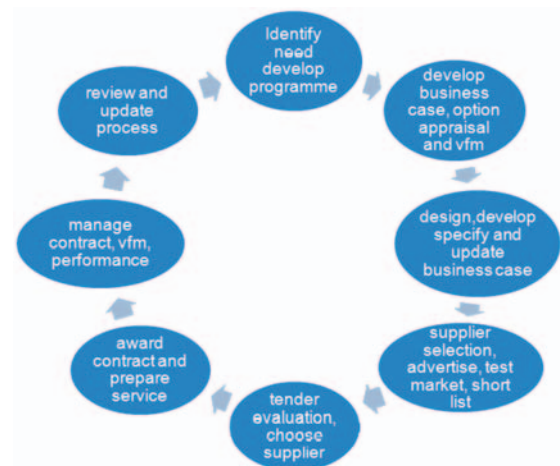 Identify
need
develop
programme
develop
business
case, option
appraisal
and vfm
design,develop
specify and
update
business case
supplier
selection,
advertise, test
market, short
list
tender
evaluation,
choose
supplier
award
contract and
prepare
service
manage
contract, vfm,
performance
review and
update
process